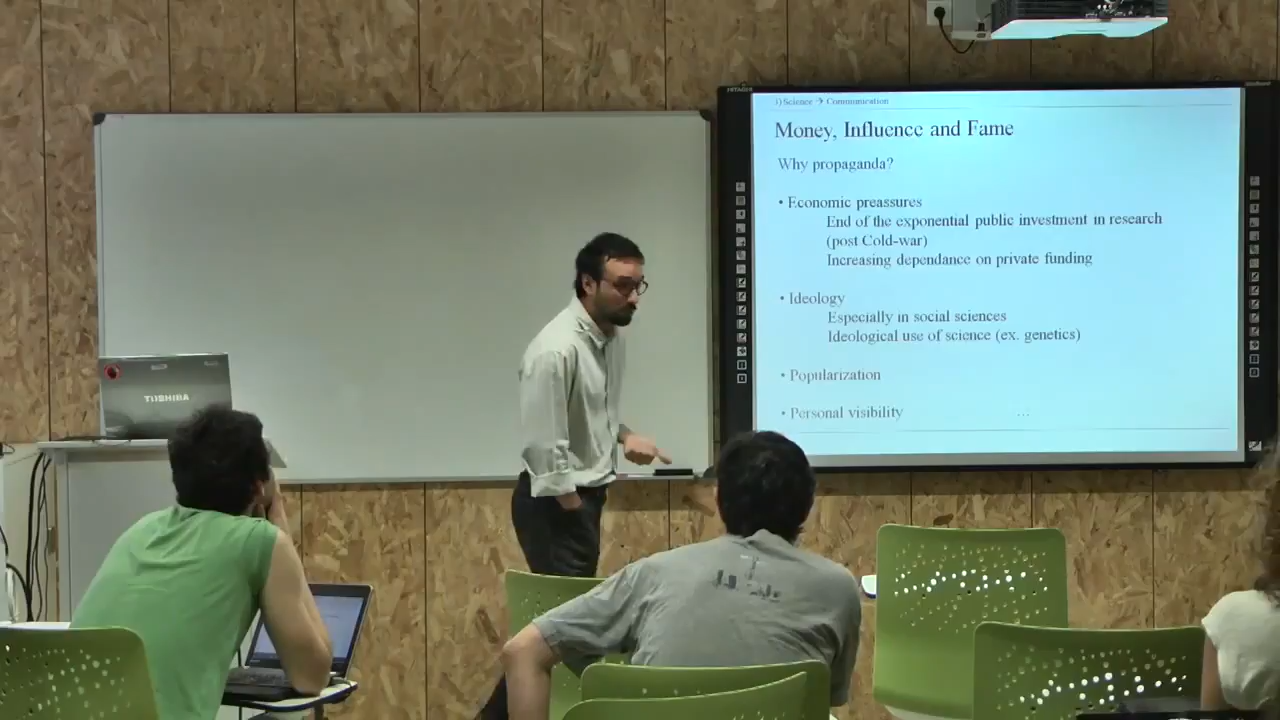 HITACHI
3) Science → Communication
Money, Influence and Fame
Why propaganda?
• Economic preassures
End of the exponential public investment in research
(post Cold-war)
Increasing dependance on private funding
• Ideology
Especially in social sciences
Ideological use of science (ex. genetics)
• Popularization
• Personal visibility
...
TOSHIBA